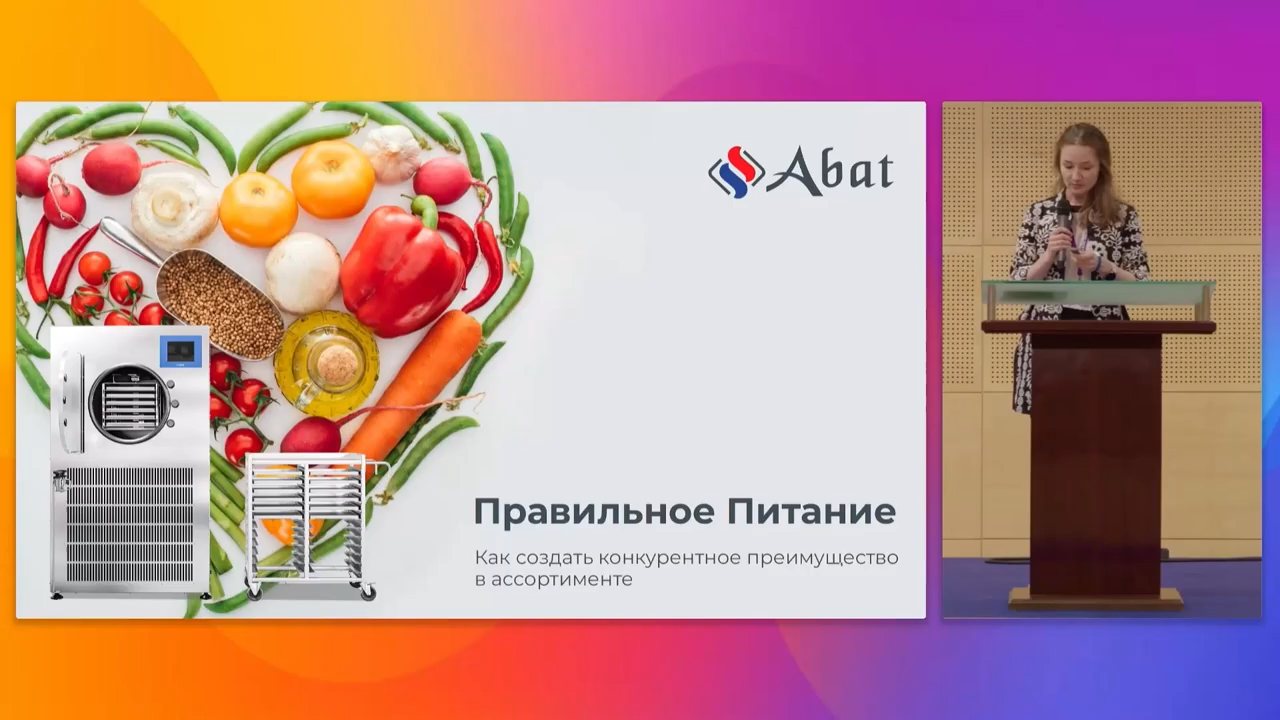 Abat
Правильное Питание
Как создать конкурентное преимущество
в ассортименте